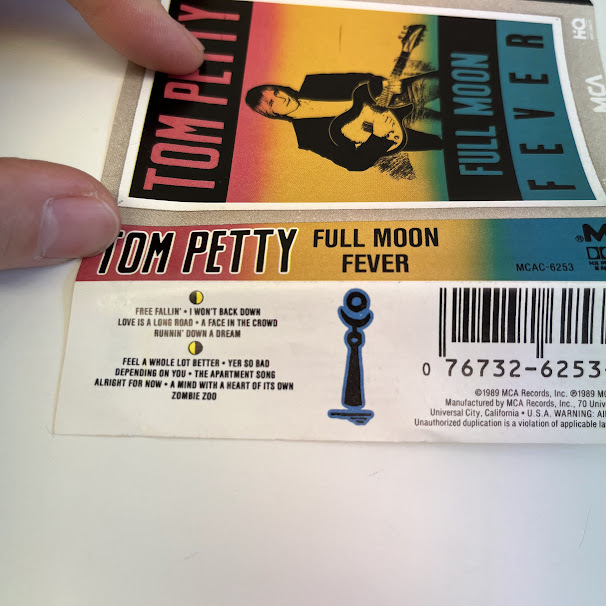 TOM PETTY
FULL MOON
FEVER
MCA
HQ
TOM PETTY
FULL MOON
FEVER
MCAC-6253
FREE FALLIN' • I WON'T BACK DOWN
LOVE IS A LONG ROAD • A FACE IN THE CROWD
RUNNIN' DOWN A DREAM
FEEL A WHOLE LOT BETTER • YER SO BAD
DEPENDING ON YOU • THE APARTMENT SONG
ALRIGHT FOR NOW • A MIND WITH A HEART OF ITS OWN
ZOMBIE ZOO
0 76732-6253-
©1989 MCA Records, Inc. ℗1989
Manufactured by MCA Records, Inc., 70
Universal City, California • U.S.A. WARNING:
Unauthorized duplication is a violation of applicable